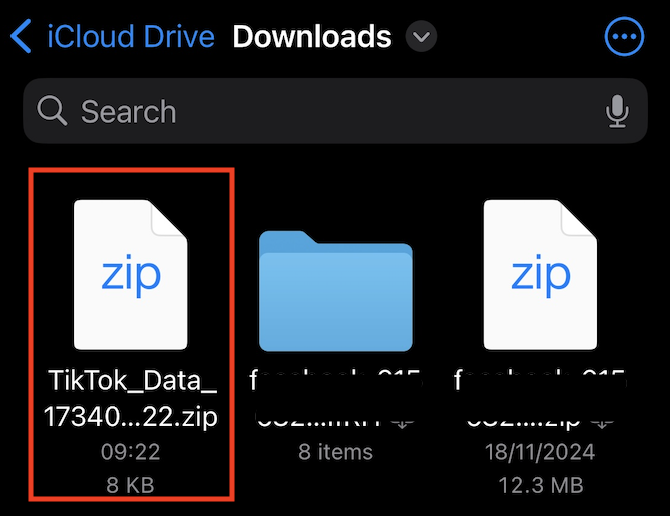 iCloud Drive Downloads
Search
zip
zip
TikTok_Data_
17340...22.zip
09:22
8 KB
8 items
18/11/2024
12.3 MB